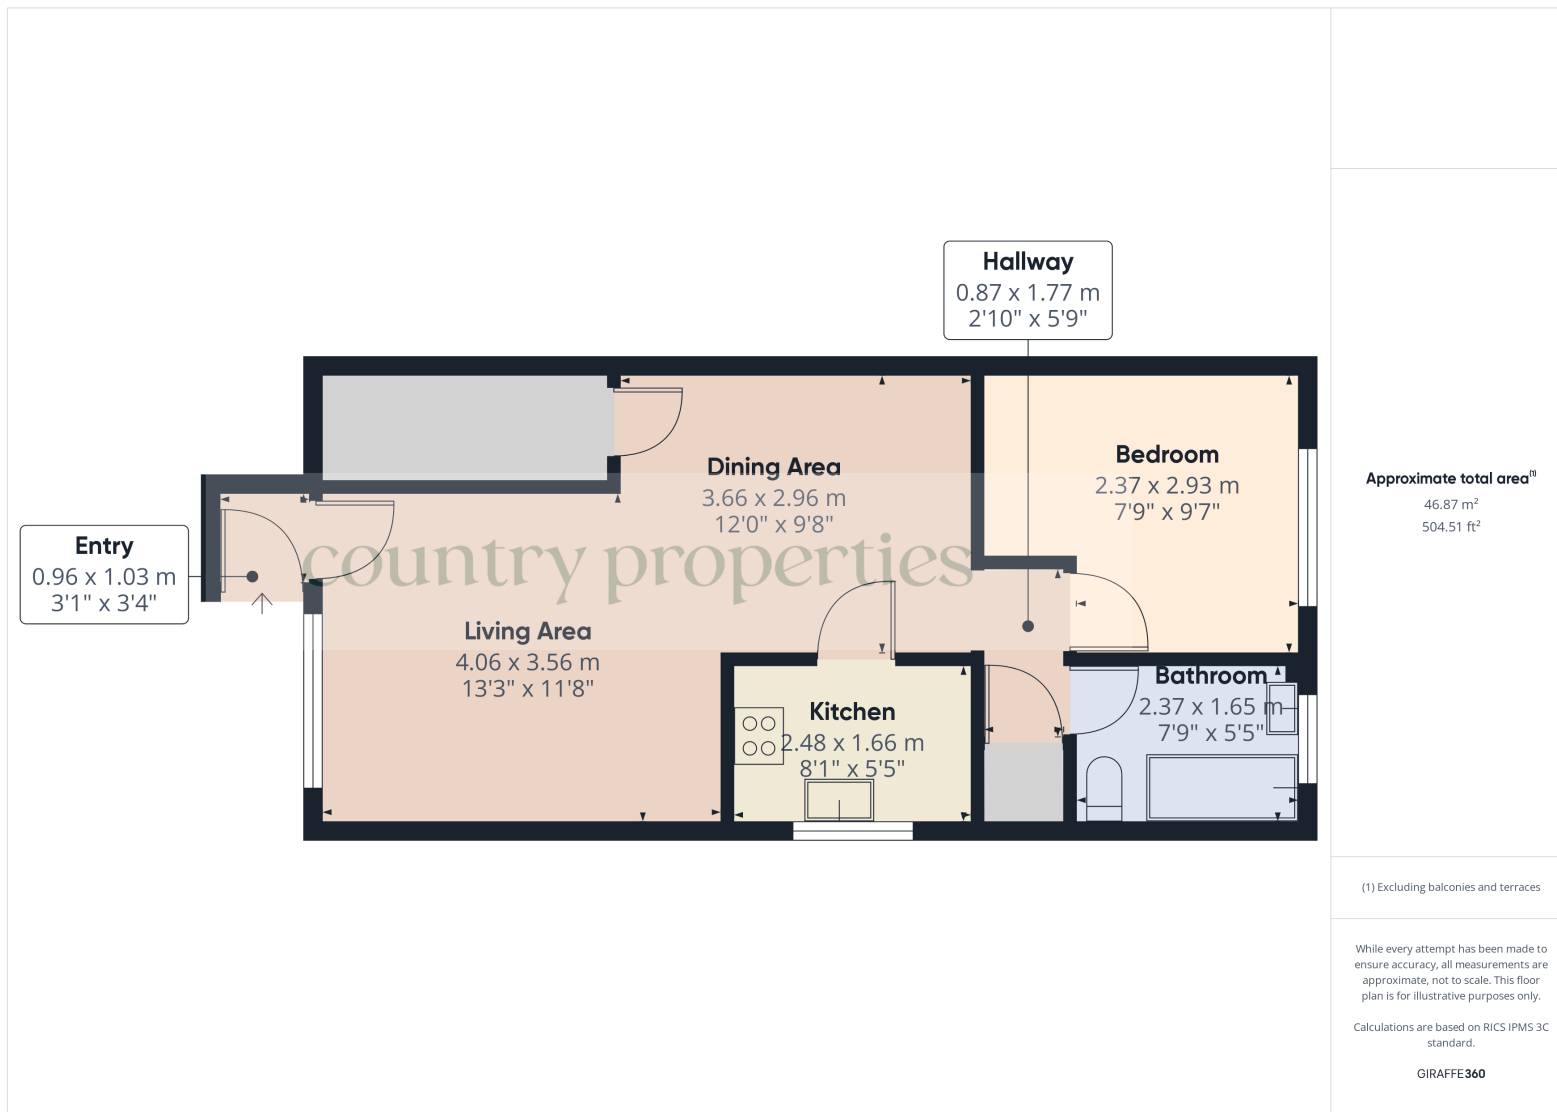 Hallway
0.87 x 1.77 m
2'10" x 5'9"
Dining Area
3.66 x 2.96 m
12'0" x 9'8"
Bedroom
2.37 x 2.93 m
7'9" x 9'7"
Entry
0.96 x 1.03 m
3'1" x 3'4"
country properties
Living Area
4.06 x 3.56 m
13'3" x 11'8"
Kitchen
2.48 x 1.66 m
8'1" x 5'5"
Bathroom
2.37 x 1.65 m
7'9" x 5'5"
Approximate total area(1)
46.87 m²
504.51 ft²
(1) Excluding balconies and terraces
While every attempt has been made to
ensure accuracy, all measurements are
approximate, not to scale. This floor
plan is for illustrative purposes only.
Calculations are based on RICS IPMS 3C
standard.
GIRAFFE360